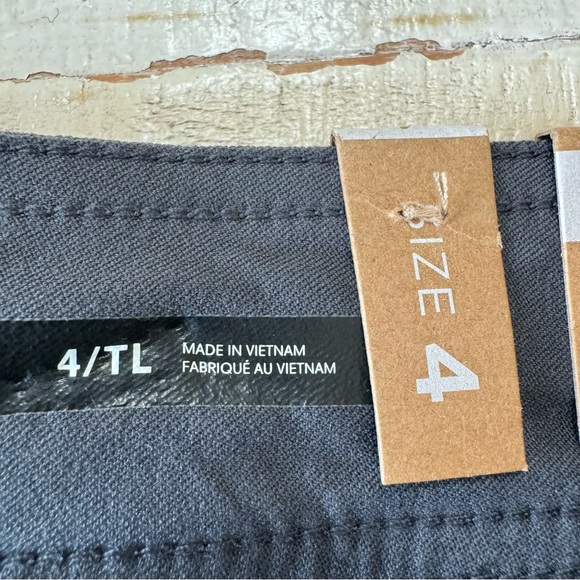 4/TL
MADE IN VIETNAM
FABRIQUÉ AU VIETNAM
SIZE 4